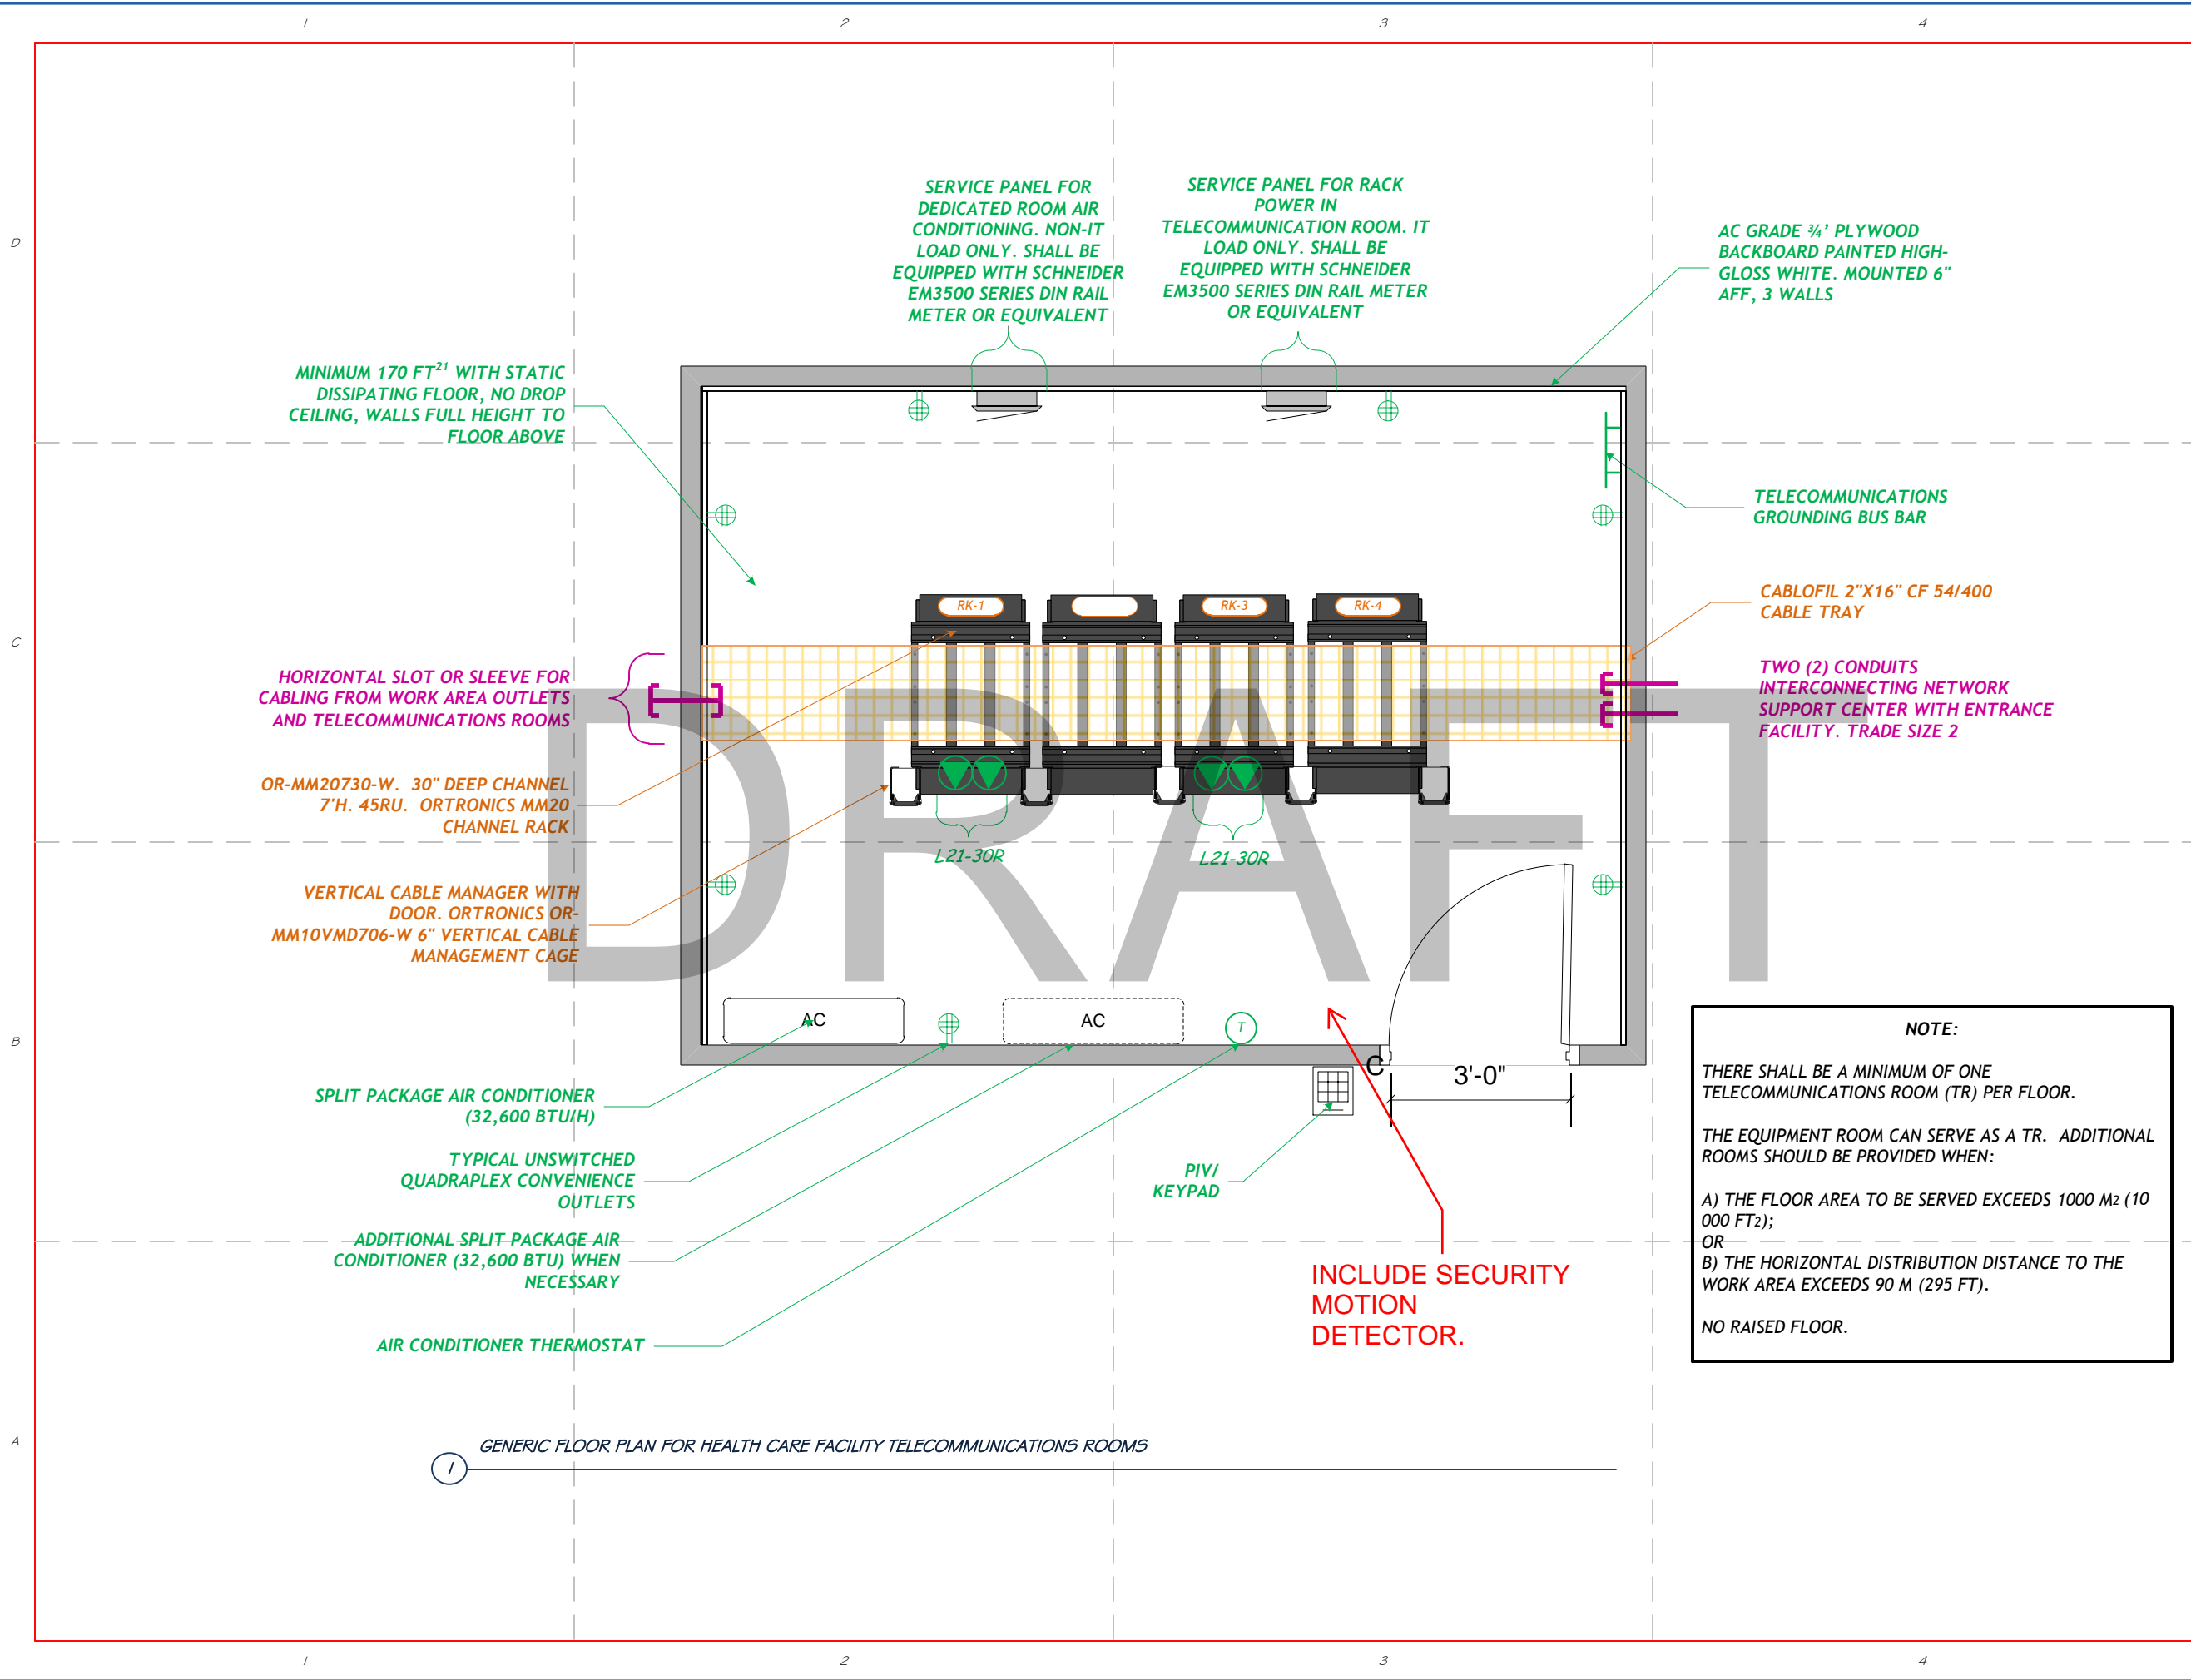 1 2 3 4
D
SERVICE PANEL FOR
DEDICATED ROOM AIR
CONDITIONING. NON-IT
LOAD ONLY. SHALL BE
EQUIPPED WITH SCHNEIDER
EM3500 SERIES DIN RAIL
METER OR EQUIVALENT
SERVICE PANEL FOR RACK
POWER IN
TELECOMMUNICATION ROOM. IT
LOAD ONLY. SHALL BE
EQUIPPED WITH SCHNEIDER
EM3500 SERIES DIN RAIL METER
OR EQUIVALENT
AC GRADE ¾’ PLYWOOD
BACKBOARD PAINTED HIGH-
GLOSS WHITE. MOUNTED 6"
AFF, 3 WALLS
MINIMUM 170 FT²¹ WITH STATIC
DISSIPATING FLOOR, NO DROP
CEILING, WALLS FULL HEIGHT TO
FLOOR ABOVE
TELECOMMUNICATIONS
GROUNDING BUS BAR
C
RK-1
RK-3
RK-4
CABLOFIL 2"X16" CF 54/400
CABLE TRAY
HORIZONTAL SLOT OR SLEEVE FOR
CABLING FROM WORK AREA OUTLETS
AND TELECOMMUNICATIONS ROOMS
TWO (2) CONDUITS
INTERCONNECTING NETWORK
SUPPORT CENTER WITH ENTRANCE
FACILITY. TRADE SIZE 2
DRAFT
OR-MM20730-W. 30" DEEP CHANNEL
7'H. 45RU. ORTRONICS MM20
CHANNEL RACK
L21-30R
L21-30R
VERTICAL CABLE MANAGER WITH
DOOR. ORTRONICS OR-
MM10VMD706-W 6" VERTICAL CABLE
MANAGEMENT CAGE
B
AC
AC
T
C
3'-0"
SPLIT PACKAGE AIR CONDITIONER
(32,600 BTU/H)
TYPICAL UNSWITCHED
QUADRAPLEX CONVENIENCE
OUTLETS
PIV/
KEYPAD
ADDITIONAL SPLIT PACKAGE AIR
CONDITIONER (32,600 BTU) WHEN
NECESSARY
AIR CONDITIONER THERMOSTAT
INCLUDE SECURITY
MOTION
DETECTOR.
NOTE:
THERE SHALL BE A MINIMUM OF ONE
TELECOMMUNICATIONS ROOM (TR) PER FLOOR.
THE EQUIPMENT ROOM CAN SERVE AS A TR. ADDITIONAL
ROOMS SHOULD BE PROVIDED WHEN:
A) THE FLOOR AREA TO BE SERVED EXCEEDS 1000 M2 (10
000 FT2);
OR
B) THE HORIZONTAL DISTRIBUTION DISTANCE TO THE
WORK AREA EXCEEDS 90 M (295 FT).
NO RAISED FLOOR.
A
1
GENERIC FLOOR PLAN FOR HEALTH CARE FACILITY TELECOMMUNICATIONS ROOMS
1 2 3 4